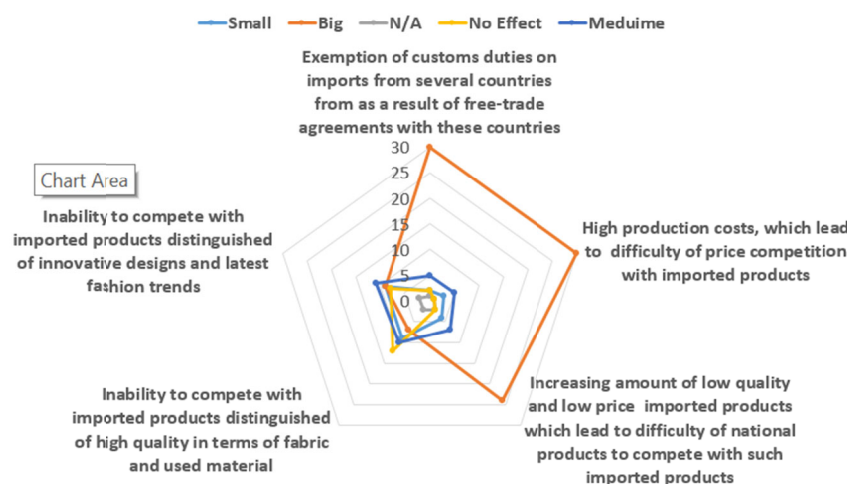 Small Big N/A No Effect Meduime
Exemption of customs duties on
imports from several countries
from as a result of free-trade
agreements with these countries
30
25
20
15
10
5
0
Chart Area
Inability to compete with
imported products distinguished
of innovative designs and latest
fashion trends
High production costs, which lead
to difficulty of price competition
with imported products
Inability to compete with
imported products distinguished
of high quality in terms of fabric
and used material
Increasing amount of low quality
and low price imported products
which lead to difficulty of national
products to compete with such
imported products